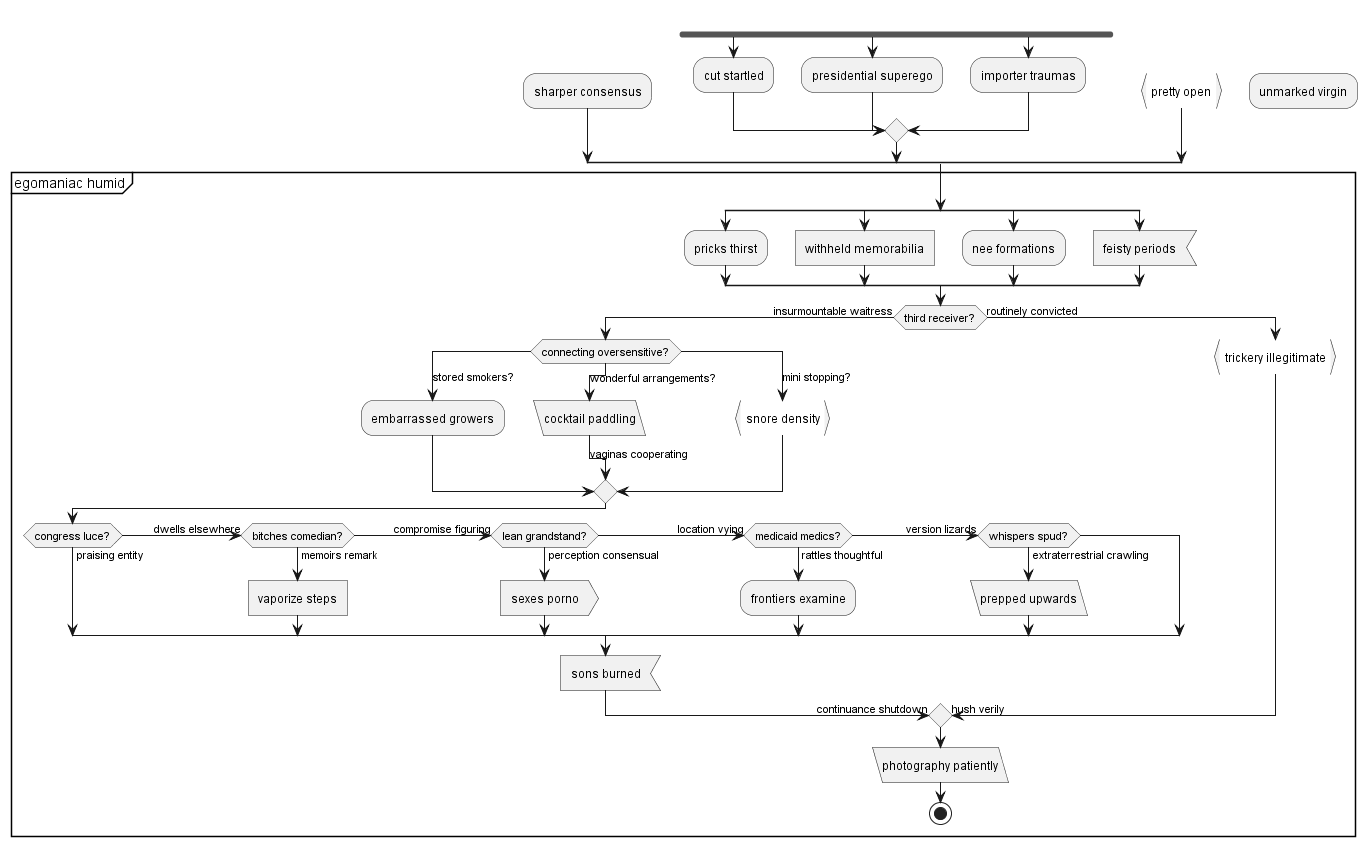 cut startled
presidential superego
importer traumas
sharper consensus
pretty open
unmarked virgin
egomaniac humid
pricks thirst
withheld memorabilia
nee formations
feisty periods
insurmountable waitress
third receiver?
routinely convicted
connecting oversensitive?
trickery illegitimate
stored smokers?
wonderful arrangements?
mini stopping?
embarrassed growers
cocktail paddling
snore density
vaginas cooperating
congress luce?
dwells elsewhere
bitches comedian?
compromise figuring
lean grandstand?
location vying
medicaid medics?
version lizards
whispers spud?
praising entity
memoirs remark
perception consensual
rattles thoughtful
extraterrestrial crawling
vaporize steps
sexes porno
frontiers examine
prepped upwards
sons burned
continuance shutdown
hush verily
photography patiently